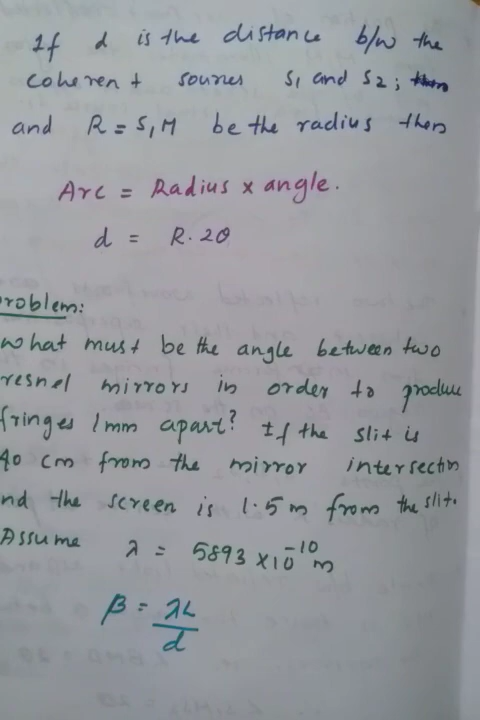 If d is the distance b/w the
coherent sources S1 and S2;
and R = S1M be the radius then
Arc = Radius x angle.
d = R. 2θ
roblem:
what must be the angle between two
resnel mirrors in order to produce
fringes 1mm apart? If the slit is
40 cm from the mirror intersectin
nd the screen is 1.5 m from the slit.
Assume λ = 5893 x10^-10 m
β = λL/d